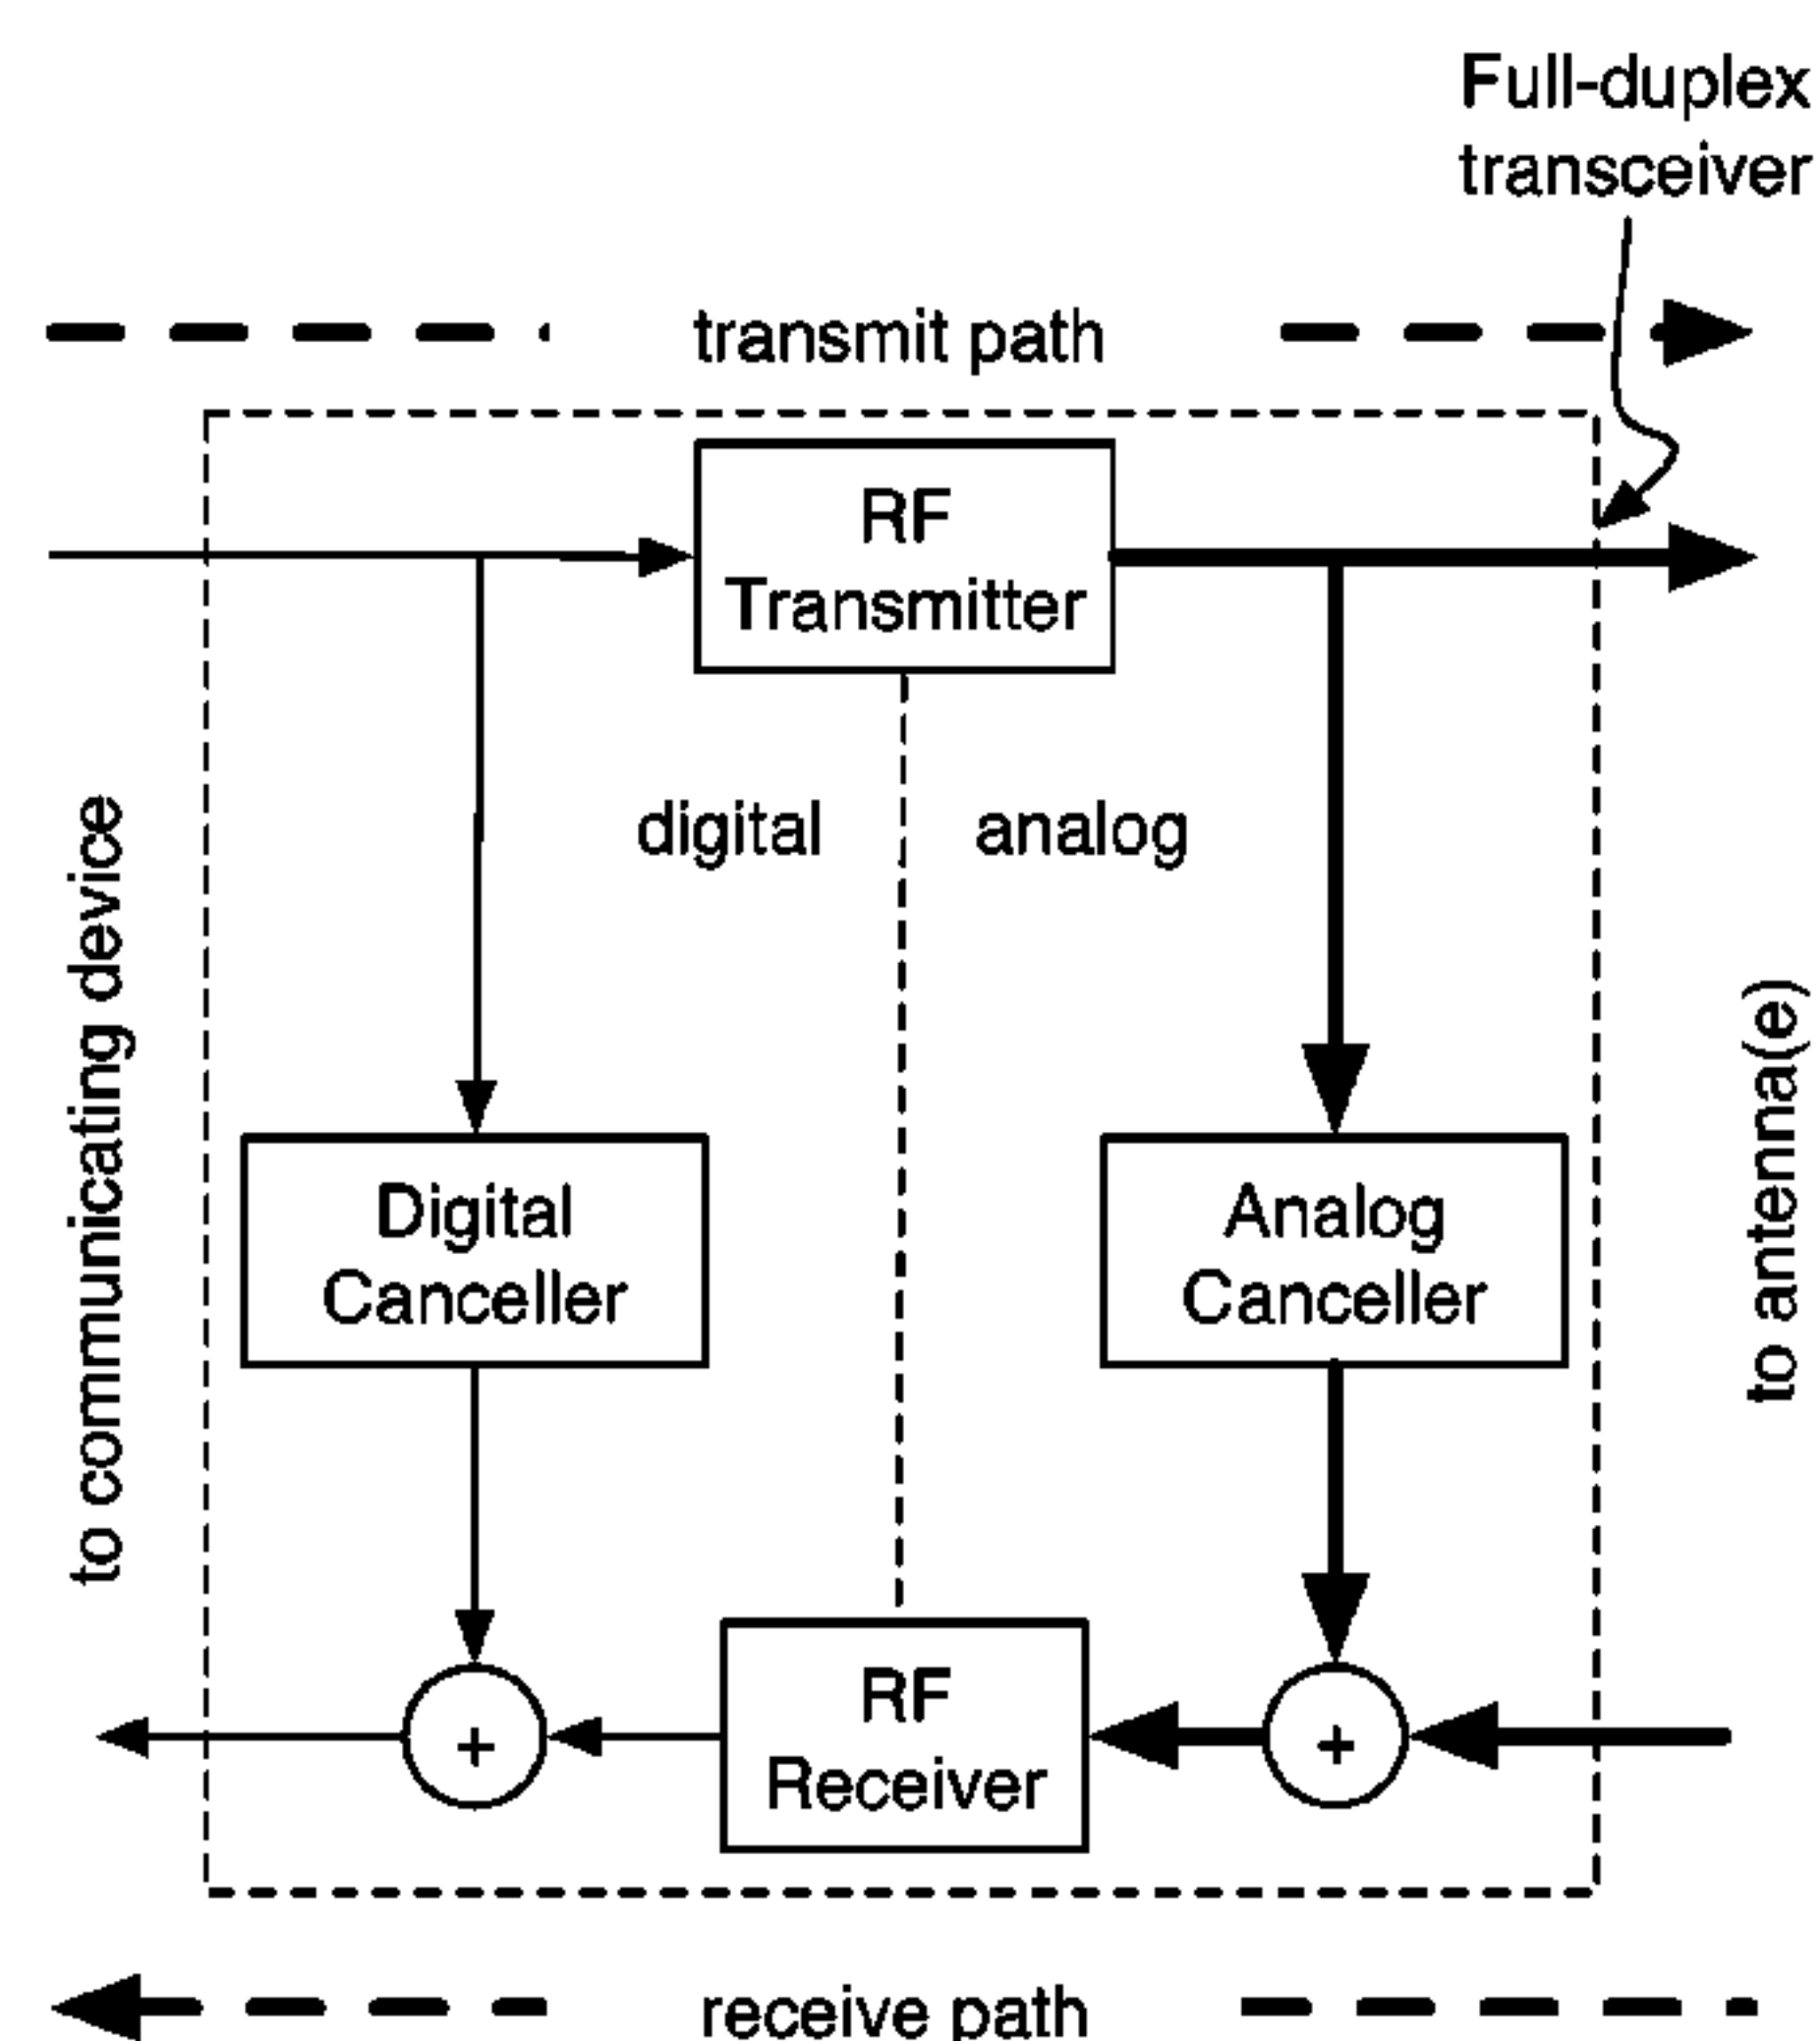 Full-duplex
transceiver
transmit path
RF
Transmitter
digital
analog
to communicating device
to antenna(e)
Digital
Canceller
Analog
Canceller
+
RF
Receiver
+
receive path